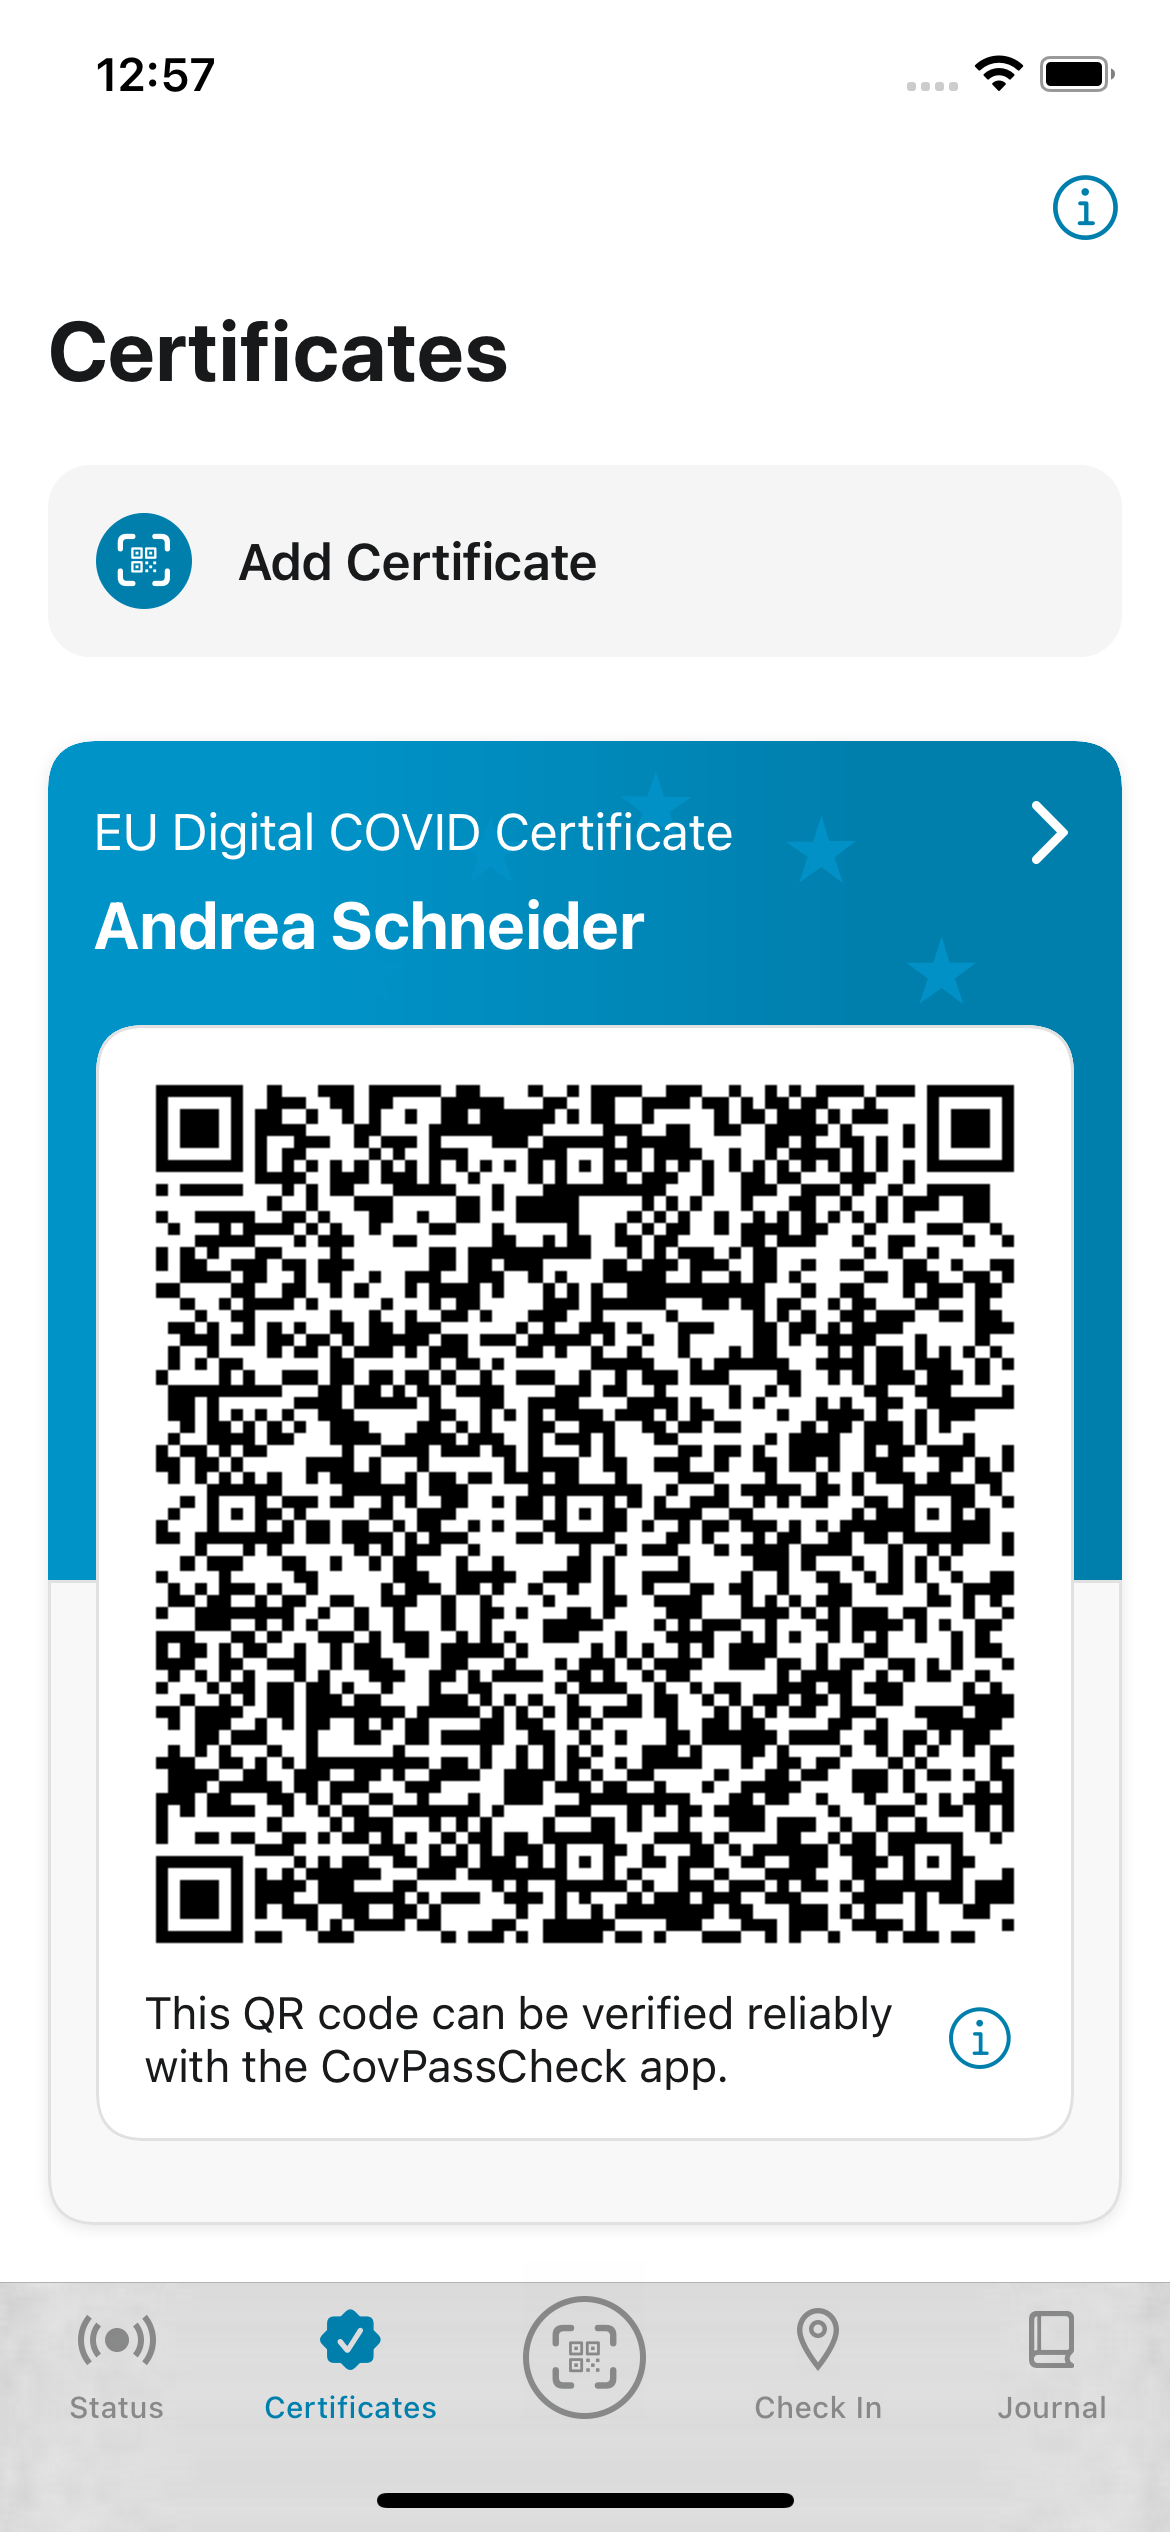 12:57
Certificates
Add Certificate
EU Digital COVID Certificate
Andrea Schneider
This QR code can be verified reliably
with the CovPassCheck app.
Status
Certificates
Check In
Journal